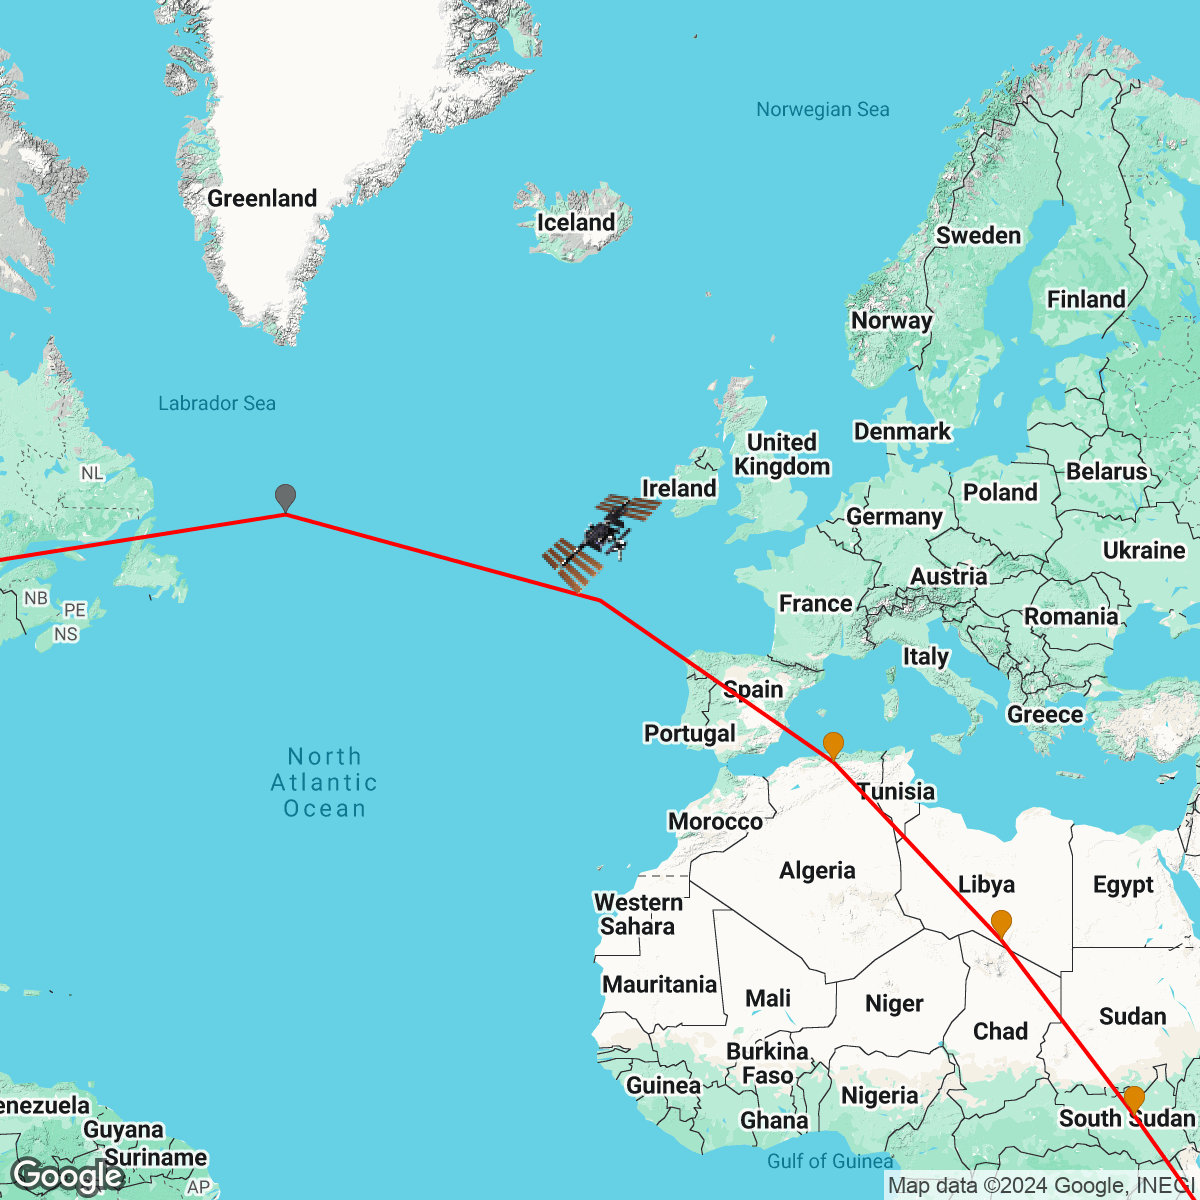 Norwegian Sea
Greenland
Iceland
Sweden
Finland
Norway
Labrador Sea
Denmark
United
Kingdom
NL
Ireland
Belarus
Poland
Germany
Ukraine
Austria
NB
PE
NS
France
Romania
Italy
Spain
Greece
Portugal
North
Atlantic
Ocean
Tunisia
Morocco
Algeria
Libya
Egypt
Western
Sahara
Mauritania
Mali
Niger
Sudan
Chad
Burkina
Faso
Guinea
Nigeria
enezuela
Ghana
South Sudan
Guyana
Suriname
Gulf of Guinea
AP
Google
Map data ©2024 Google, INEGI